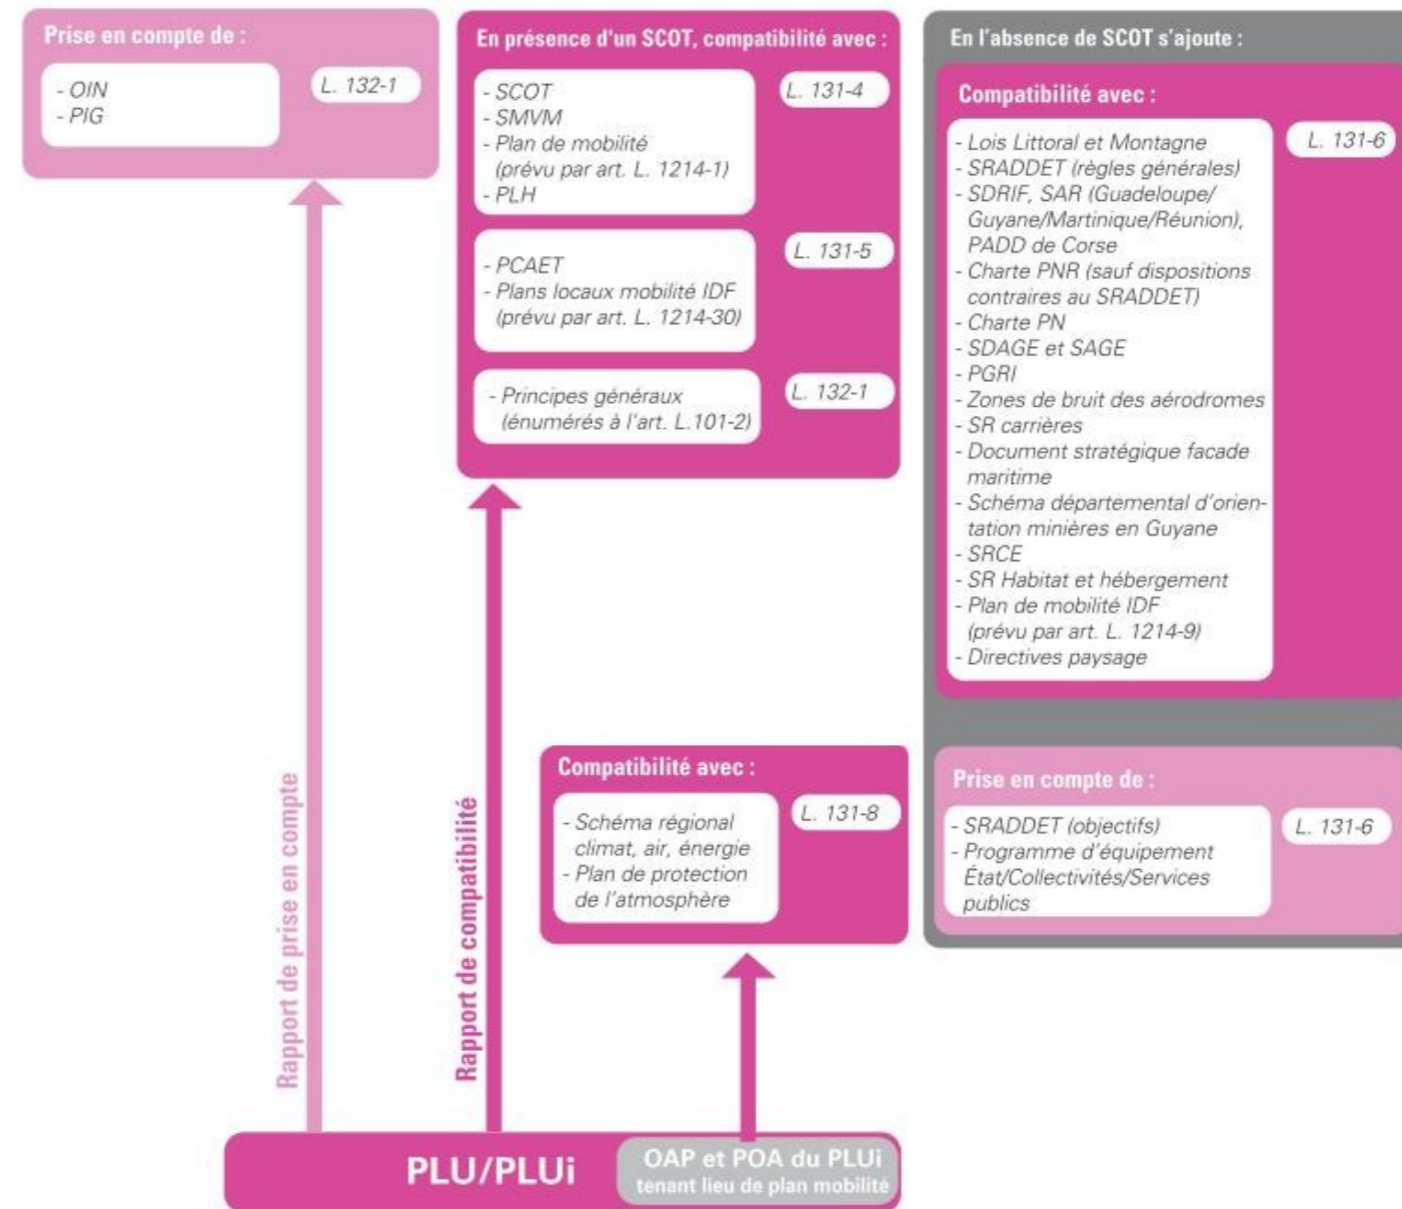 Prise en compte de :
- OIN
- PIG
L. 132-1
En présence d'un SCOT, compatibilité avec :
- SCOT
- SMVM
- Plan de mobilité
(prévu par art. L. 1214-1)
- PLH
L. 131-4
- PCAET
- Plans locaux mobilité IDF
(prévu par art. L. 1214-30)
L. 131-5
- Principes généraux
(énumérés à l'art. L.101-2)
L. 132-1
En l'absence de SCOT s'ajoute :
Compatibilité avec :
- Lois Littoral et Montagne
- SRADDET (règles générales)
- SDRIF, SAR (Guadeloupe/
Guyane/Martinique/Réunion),
PADD de Corse
- Charte PNR (sauf dispositions
contraires au SRADDET)
- Charte PN
- SDAGE et SAGE
- PGRI
- Zones de bruit des aérodromes
- SR carrières
- Document stratégique facade
maritime
- Schéma départemental d'orien-
tation minières en Guyane
- SRCE
- SR Habitat et hébergement
- Plan de mobilité IDF
(prévu par art. L. 1214-9)
- Directives paysage
L. 131-6
Prise en compte de :
- SRADDET (objectifs)
- Programme d'équipement
État/Collectivités/Services
publics
L. 131-6
Compatibilité avec :
- Schéma régional
climat, air, énergie
- Plan de protection
de l'atmosphère
L. 131-8
Rapport de prise en compte
Rapport de compatibilité
PLU/PLUi
OAP et POA du PLUi
tenant lieu de plan mobilité